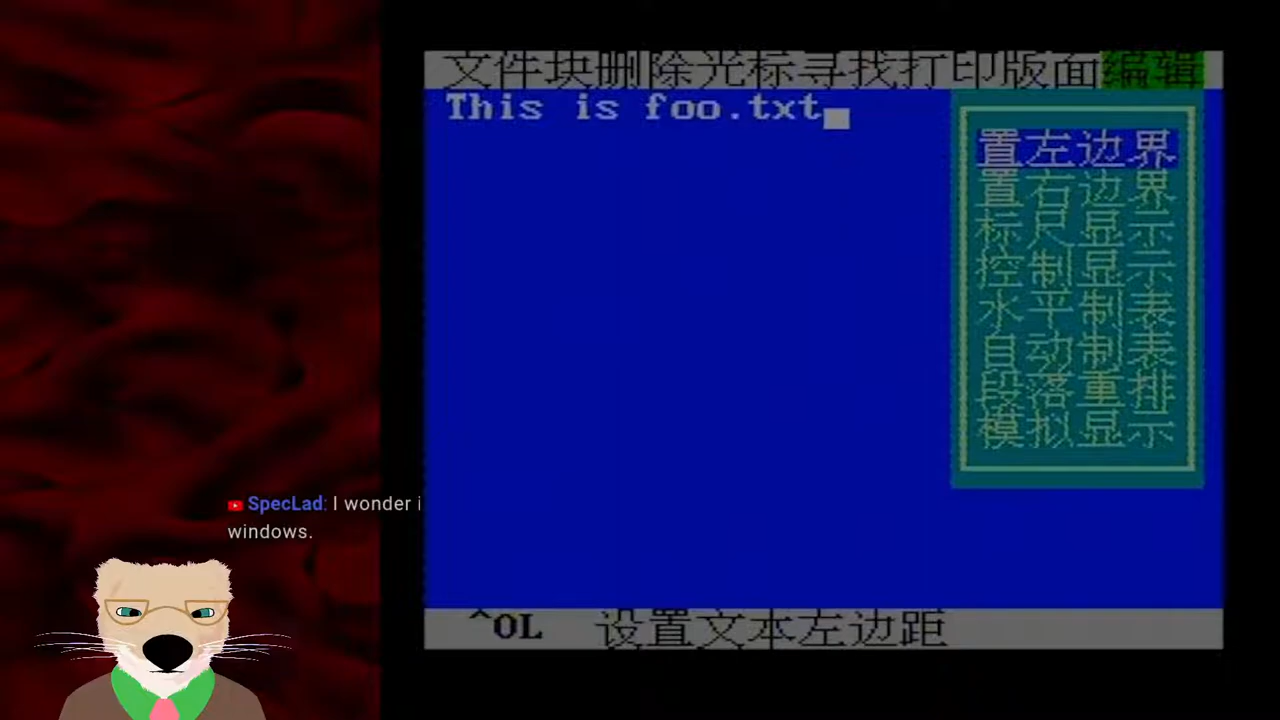 文件块删除光标寻找打印版面编辑
This is foo.txt
置左边界
置右边界
标尺显示
控制显示
水平制表
自动制表
段落重排
模拟显示
SpecLad: I wonder i
windows.
^OL 设置文本左边距